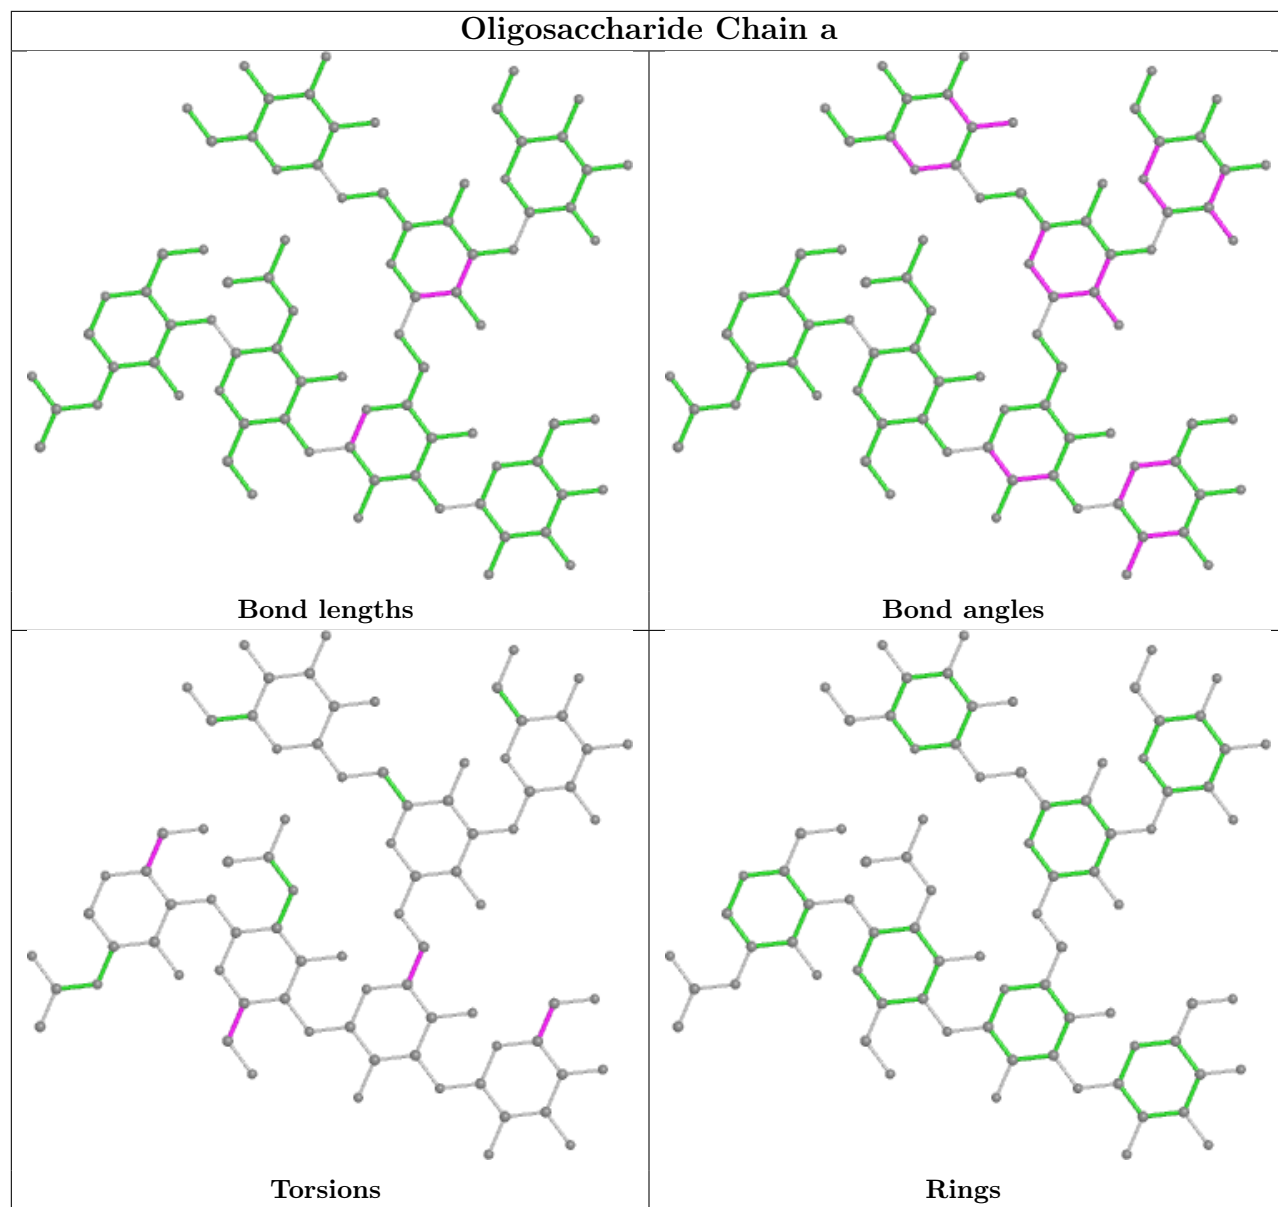 Oligosaccharide Chain a
Bond lengths
Bond angles
Torsions
Rings